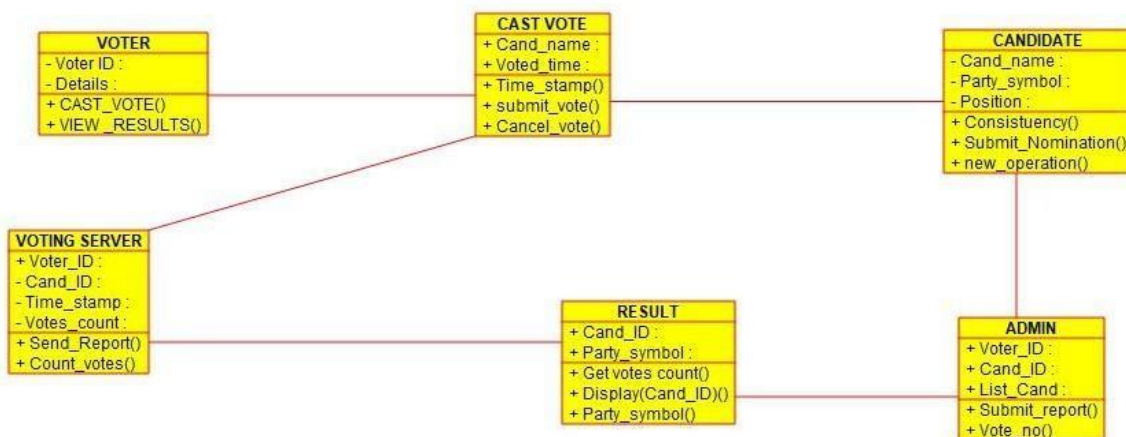 VOTER
- Voter ID :
- Details :
+ CAST_VOTE()
+ VIEW _RESULTS()
CAST VOTE
+ Cand_name :
+ Voted_time :
+ Time_stamp()
+ submit_vote()
+ Cancel_vote()
CANDIDATE
- Cand_name :
- Party_symbol :
- Position :
+ Consistuency()
+ Submit_Nomination()
+ new_operation()
VOTING SERVER
+ Voter_ID :
- Cand_ID :
- Time_stamp :
- Votes_count :
+ Send_Report()
+ Count_votes()
RESULT
+ Cand_ID :
+ Party_symbol :
+ Get votes count()
+ Display(Cand_ID)()
+ Party_symbol()
ADMIN
+ Voter_ID :
+ Cand_ID :
+ List_Cand :
+ Submit_report()
+ Vote_no()